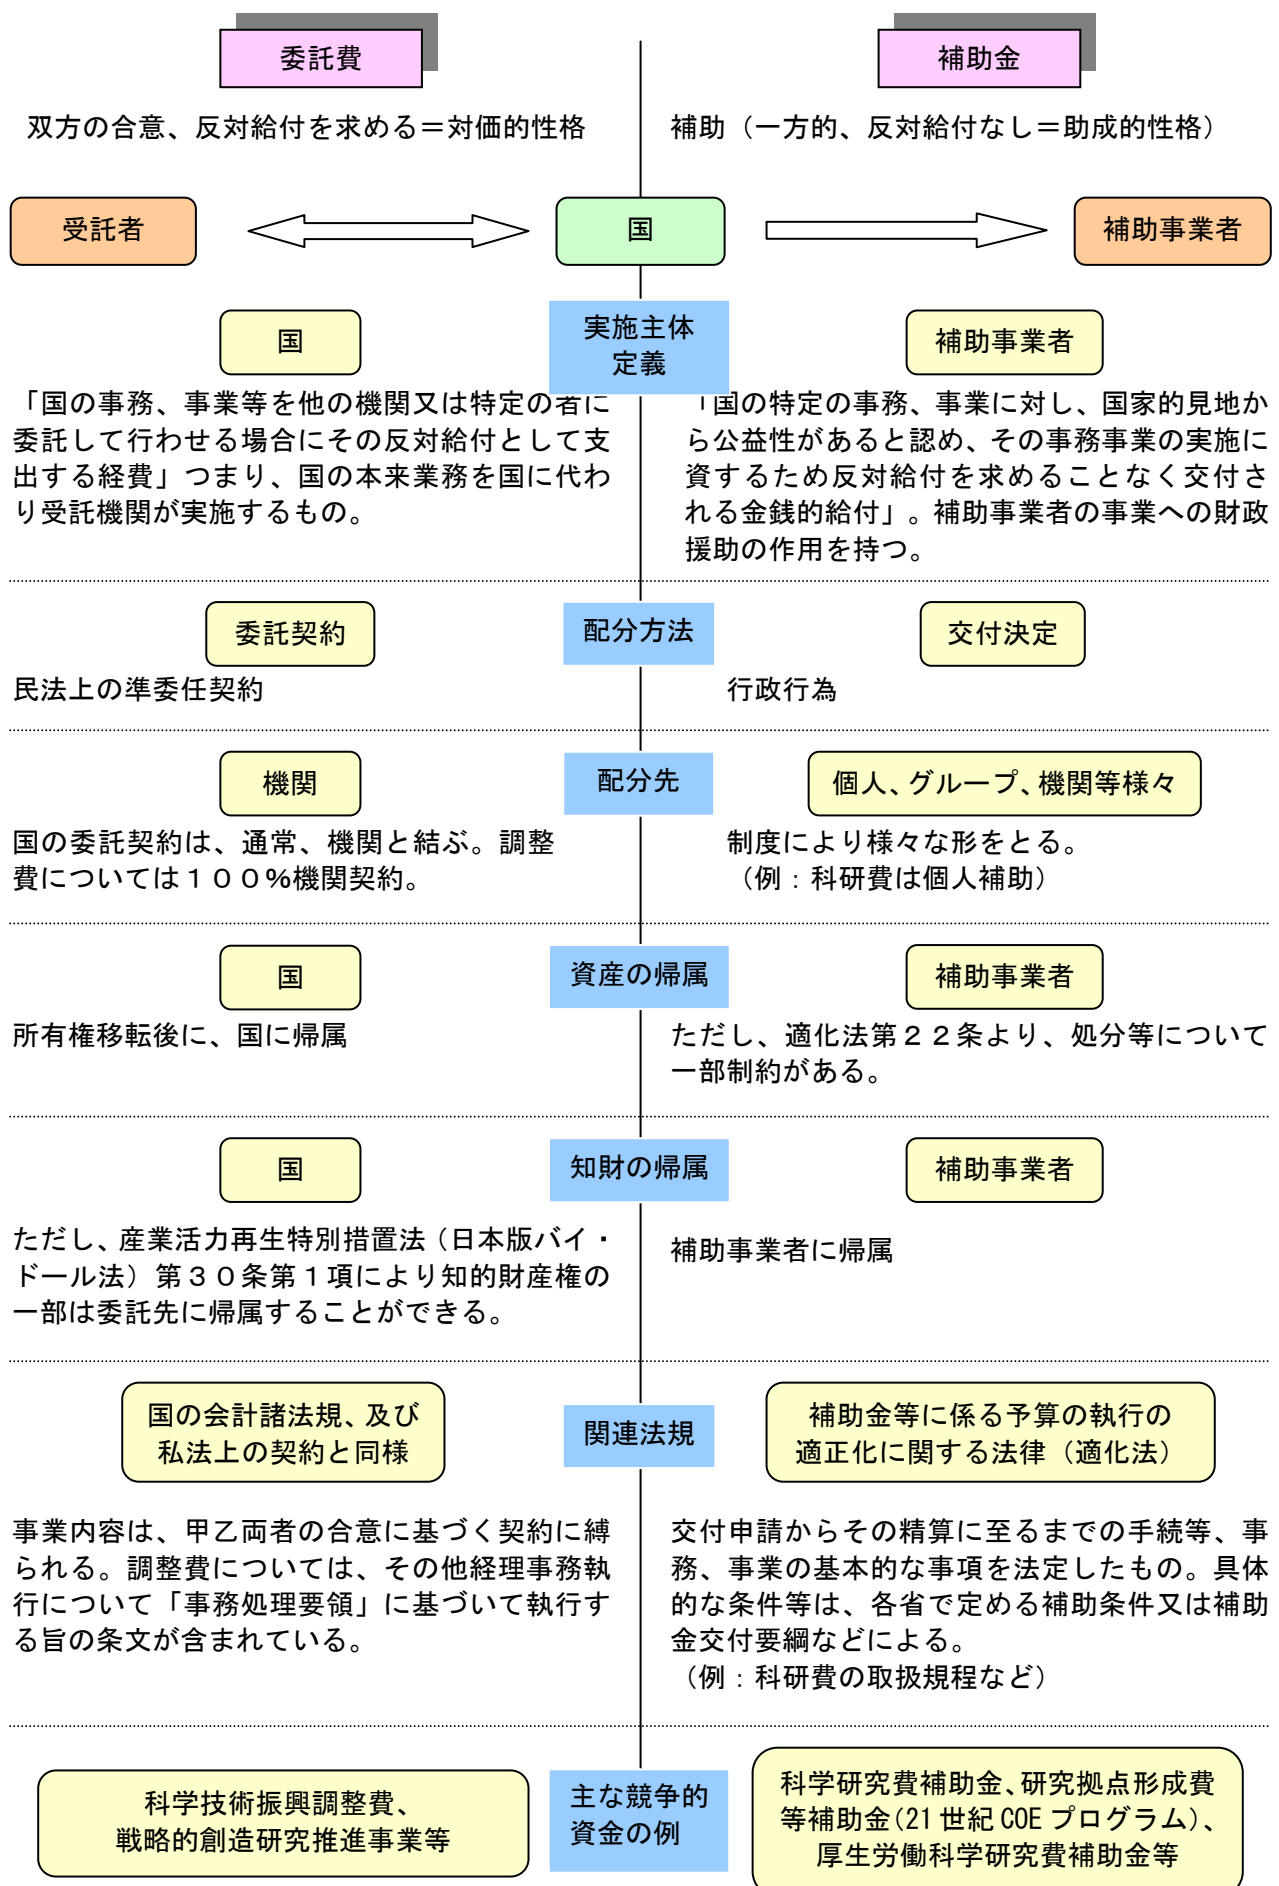 委託費
補助金
双方の合意、反対給付を求める＝対価的性格
補助（一方的、反対給付なし＝助成的性格）
受託者
国
補助事業者
国
実施主体
定義
補助事業者
「国の事務、事業等を他の機関又は特定の者に
委託して行わせる場合にその反対給付として支
出する経費」つまり、国の本来業務を国に代わ
り受託機関が実施するもの。
「国の特定の事務、事業に対し、国家的見地か
ら公益性があると認め、その事務事業の実施に
資するため反対給付を求めることなく交付さ
れる金銭的給付」。補助事業者の事業への財政
援助の作用を持つ。
委託契約
配分方法
交付決定
民法上の準委任契約
行政行為
機関
配分先
個人、グループ、機関等様々
国の委託契約は、通常、機関と結ぶ。調整
費については１００%機関契約。
制度により様々な形をとる。
（例：科研費は個人補助）
国
資産の帰属
補助事業者
所有権移転後に、国に帰属
ただし、適化法第２２条より、処分等について
一部制約がある。
国
知財の帰属
補助事業者
ただし、産業活力再生特別措置法（日本版バイ・
ドール法）第３０条第１項により知的財産権の
一部は委託先に帰属することができる。
補助事業者に帰属
国の会計諸法規、及び
私法上の契約と同様
関連法規
補助金等に係る予算の執行の
適正化に関する法律（適化法）
事業内容は、甲乙両者の合意に基づく契約に縛
られる。調整費については、その他経理事務執
行について「事務処理要領」に基づいて執行す
る旨の条文が含まれている。
交付申請からその精算に至るまでの手続等、事
務、事業の基本的な事項を法定したもの。具体
的な条件等は、各省で定める補助条件又は補助
金交付要綱などによる。
（例：科研費の取扱規程など）
科学技術振興調整費、
戦略的創造研究推進事業等
主な競争的
資金の例
科学研究費補助金、研究拠点形成費
等補助金（21 世紀 COE プログラム）、
厚生労働科学研究費補助金等